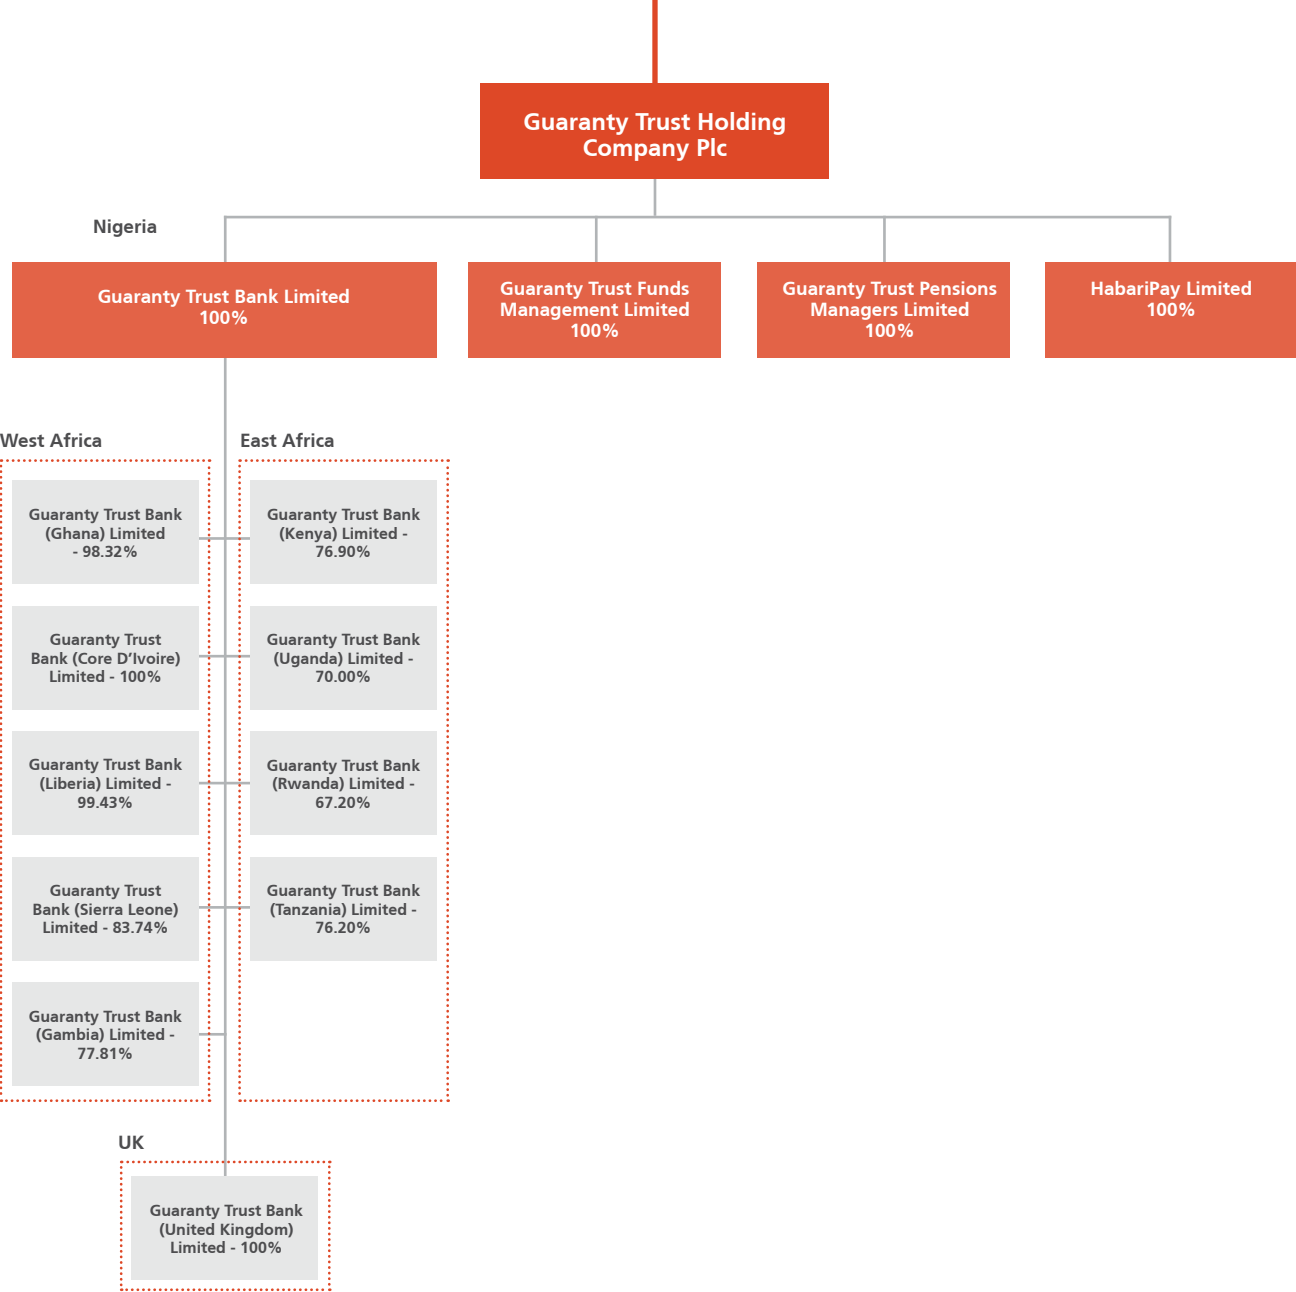 Guaranty Trust Holding
Company Plc
Nigeria
Guaranty Trust Bank Limited
100%
Guaranty Trust Funds
Management Limited
100%
Guaranty Trust Pensions
Managers Limited
100%
HabariPay Limited
100%
West Africa
Guaranty Trust Bank
(Ghana) Limited
- 98.32%
Guaranty Trust
Bank (Core D’Ivoire)
Limited - 100%
Guaranty Trust Bank
(Liberia) Limited -
99.43%
Guaranty Trust
Bank (Sierra Leone)
Limited - 83.74%
Guaranty Trust Bank
(Gambia) Limited -
77.81%
East Africa
Guaranty Trust Bank
(Kenya) Limited -
76.90%
Guaranty Trust Bank
(Uganda) Limited -
70.00%
Guaranty Trust Bank
(Rwanda) Limited -
67.20%
Guaranty Trust Bank
(Tanzania) Limited -
76.20%
UK
Guaranty Trust Bank
(United Kingdom)
Limited - 100%